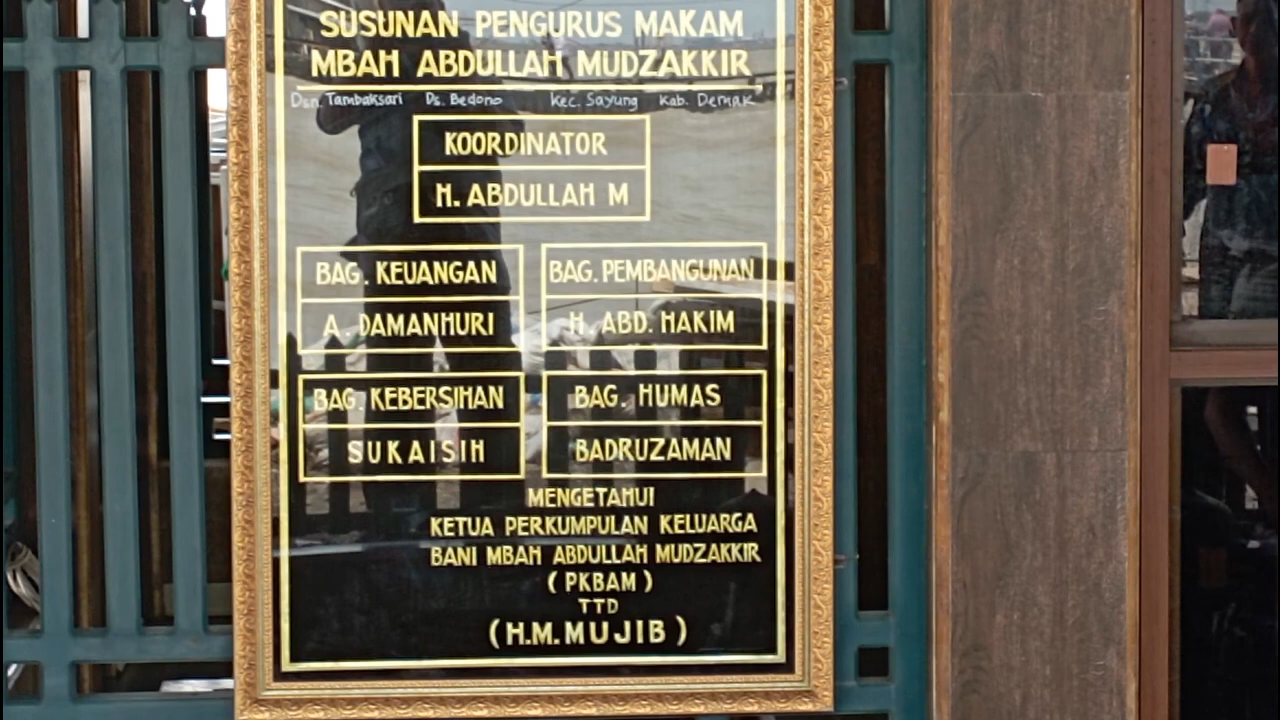 SUSUNAN PENGURUS MAKAM
MBAH ABDULLAH MUDZAKKIR
Dsn. Tambaksari Ds. Bedono Kec. Sayung Kab. Demak
KOORDINATOR
H. ABDULLAH M
BAG. KEUANGAN
A. DAMANHURI
BAG. PEMBANGUNAN
H. ABD. HAKIM
BAG. KEBERSIHAN
SUKAISIH
BAG. HUMAS
BADRUZAMAN
MENGETAHUI
KETUA PERKUMPULAN KELUARGA
BANI MBAH ABDULLAH MUDZAKKIR
(PKBAM)
TTD
(H.M.MUJIB)